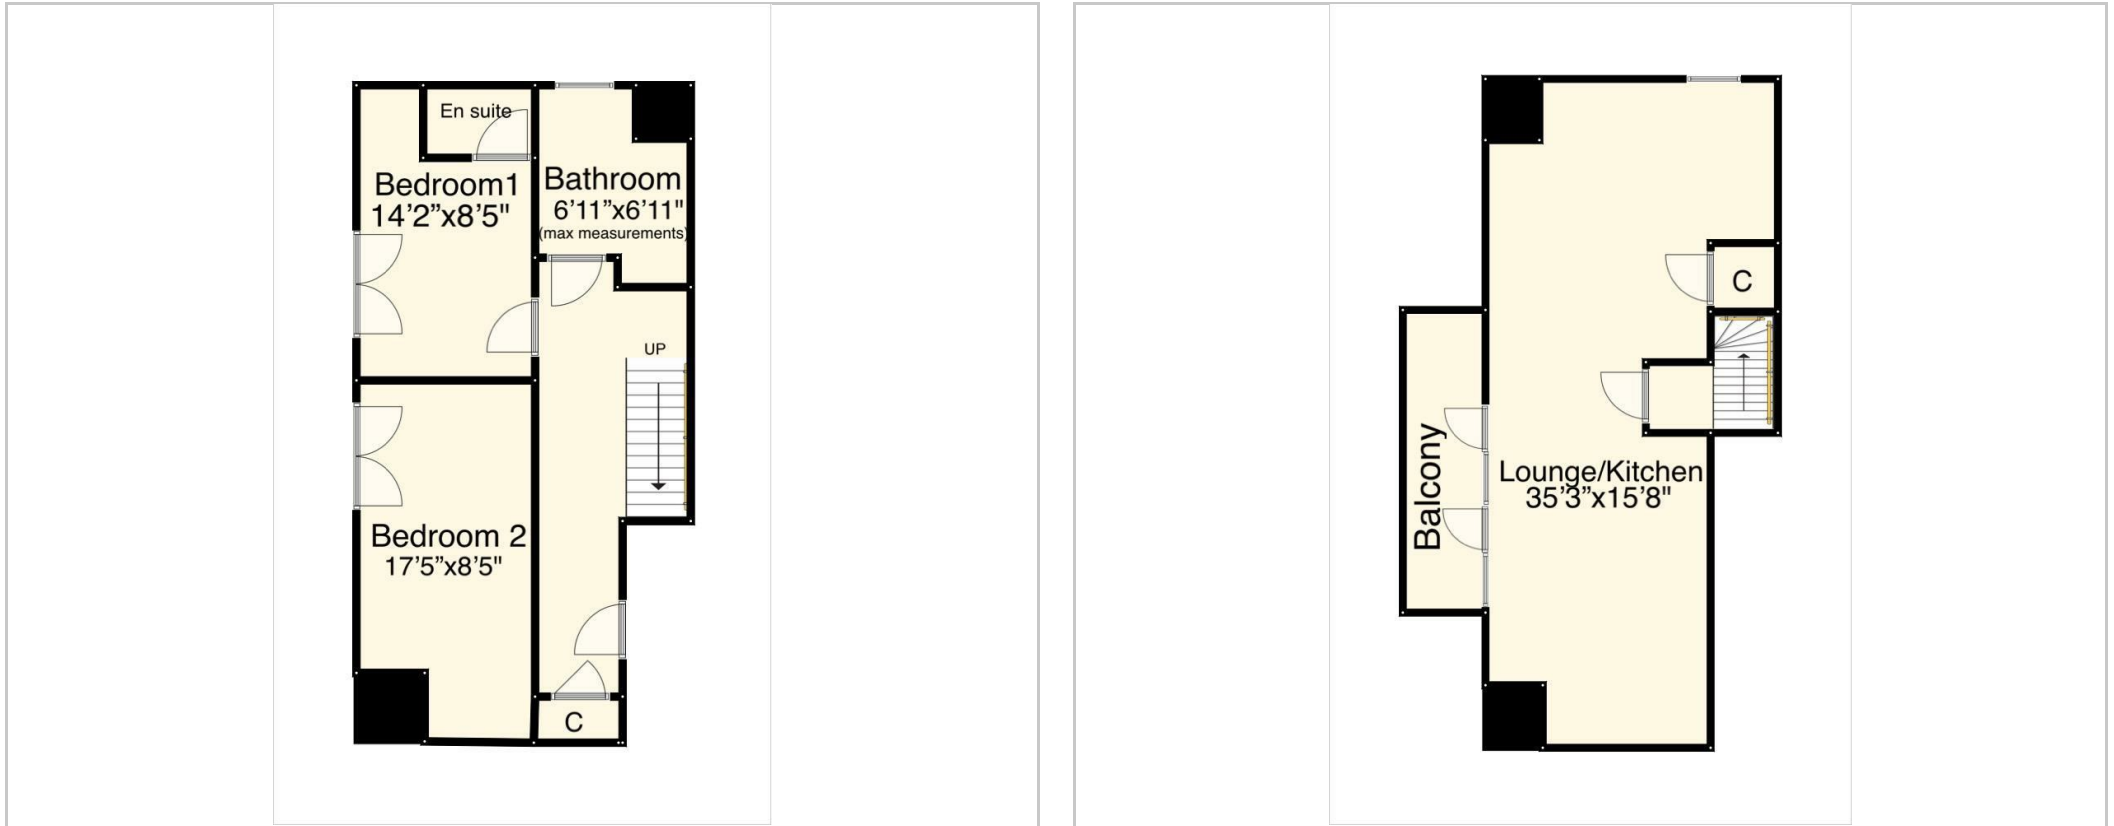 En suite
Bedroom1
14'2"x8'5"
Bathroom
6'11"x6'11"
(max measurements)
UP
Bedroom 2
17'5"x8'5"
C
C
Balcony
Lounge/Kitchen
35'3"x15'8"